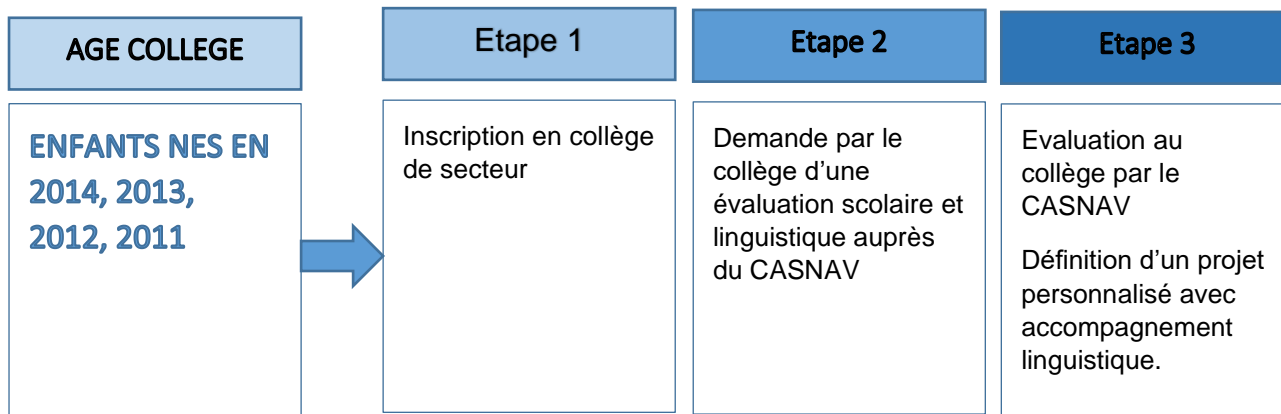 AGE COLLEGE
Etape 1
Etape 2
Etape 3
ENFANTS NES EN
2014, 2013,
2012, 2011
Inscription en collège
de secteur
Demande par le
collège d’une
évaluation scolaire et
linguistique auprès
du CASNAV
Evaluation au
collège par le
CASNAV
Définition d’un projet
personnalisé avec
accompagnement
linguistique.